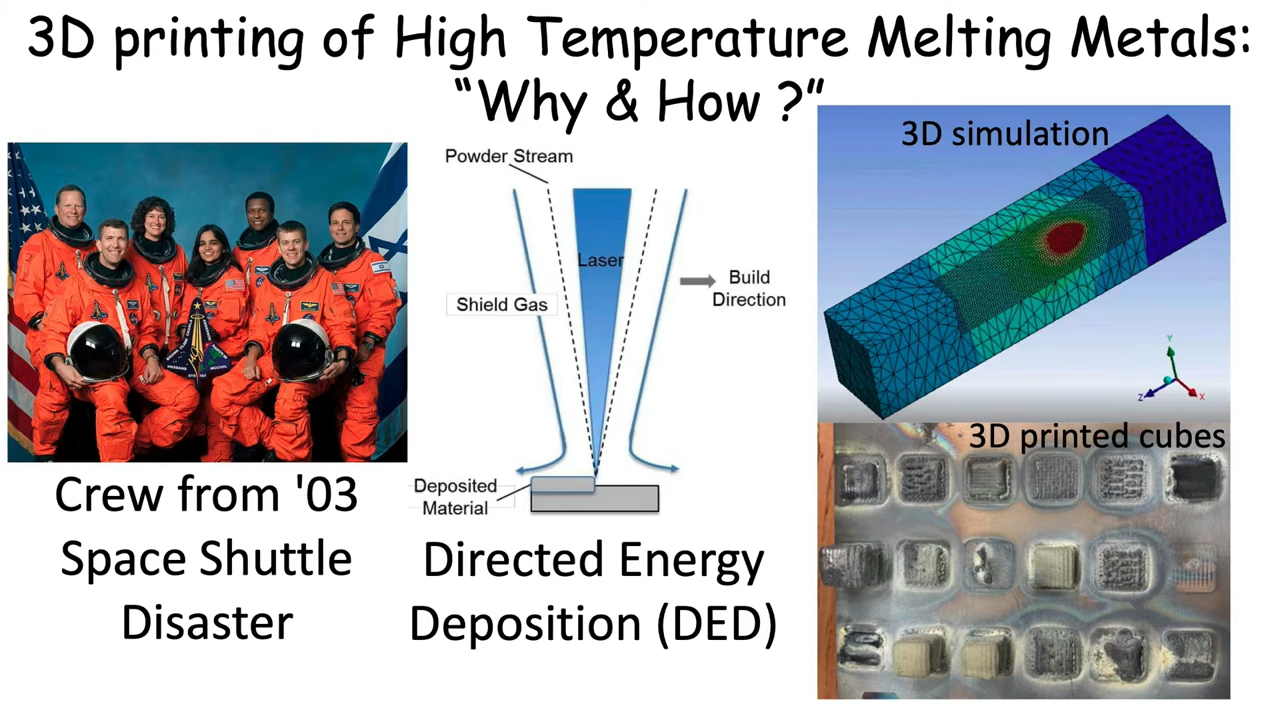 3D printing of High Temperature Melting Metals:
“Why & How ?”
Crew from '03
Space Shuttle
Disaster
Powder Stream
Laser
Shield Gas
Build
Direction
Deposited
Material
Directed Energy
Deposition (DED)
3D simulation
Y
Z
X
3D printed cubes